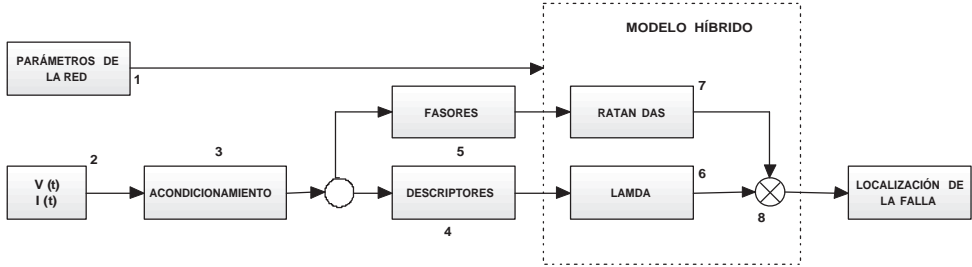 MODELO HÍBRIDO
PARÁMETROS DE
LA RED
1
7
FASORES
RATAN DAS
5
2
3
6
V (t)
I (t)
ACONDICIONAMIENTO
DESCRIPTORES
LAMDA
LOCALIZACIÓN DE
LA FALLA
4
8